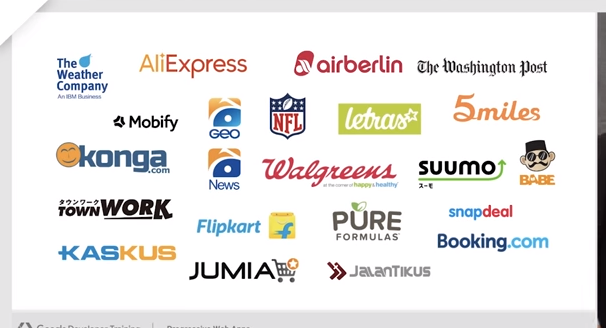 The
Weather
Company
An IBM Business
AliExpress
airberlin
The Washington Post
Mobify
GEO
NFL
letras
5miles
konga
.com
News
Walgreens
at the corner of happy & healthy
SUUMO
スーモ
BABE
タウンワーク
TOWNWORK
Flipkart
PURE
FORMULAS
snapdeal
Booking.com
KASKUS
JUMIA
JALANTIKUS
Google Developer Training | Progressive Web Apps